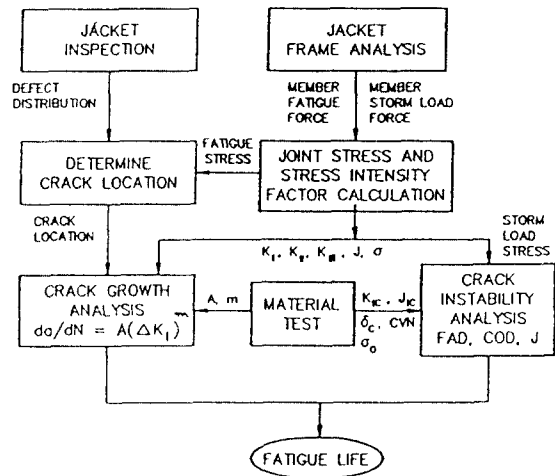 JACKET
INSPECTION
JACKET
FRAME ANALYSIS
DEFECT
DISTRIBUTION
MEMBER
FATIGUE
FORCE
MEMBER
STORM LOAD
FORCE
DETERMINE
CRACK LOCATION
FATIGUE
STRESS
JOINT STRESS AND
STRESS INTENSITY
FACTOR CALCULATION
CRACK
LOCATION
K_I, K_II, K_III, J, σ
STORM
LOAD
STRESS
CRACK GROWTH
ANALYSIS
da/dN = A(ΔK_I)^m
A, m
MATERIAL
TEST
K_IC, J_IC
δ_C, CVN
σ_0
CRACK
INSTABILITY
ANALYSIS
FAD, COD, J
FATIGUE LIFE